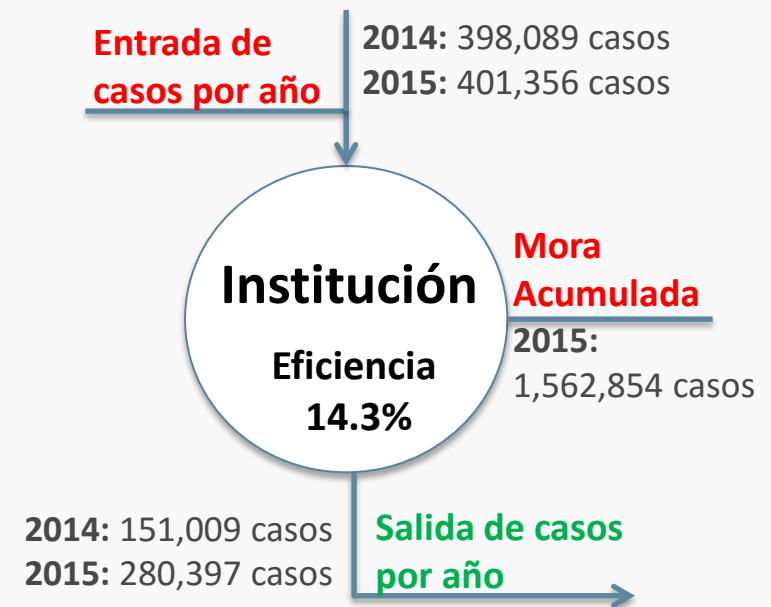 Entrada de
casos por año
2014: 398,089 casos
2015: 401,356 casos
Institución
Eficiencia
14.3%
Mora
Acumulada
2015:
1,562,854 casos
2014: 151,009 casos
2015: 280,397 casos
Salida de casos
por año